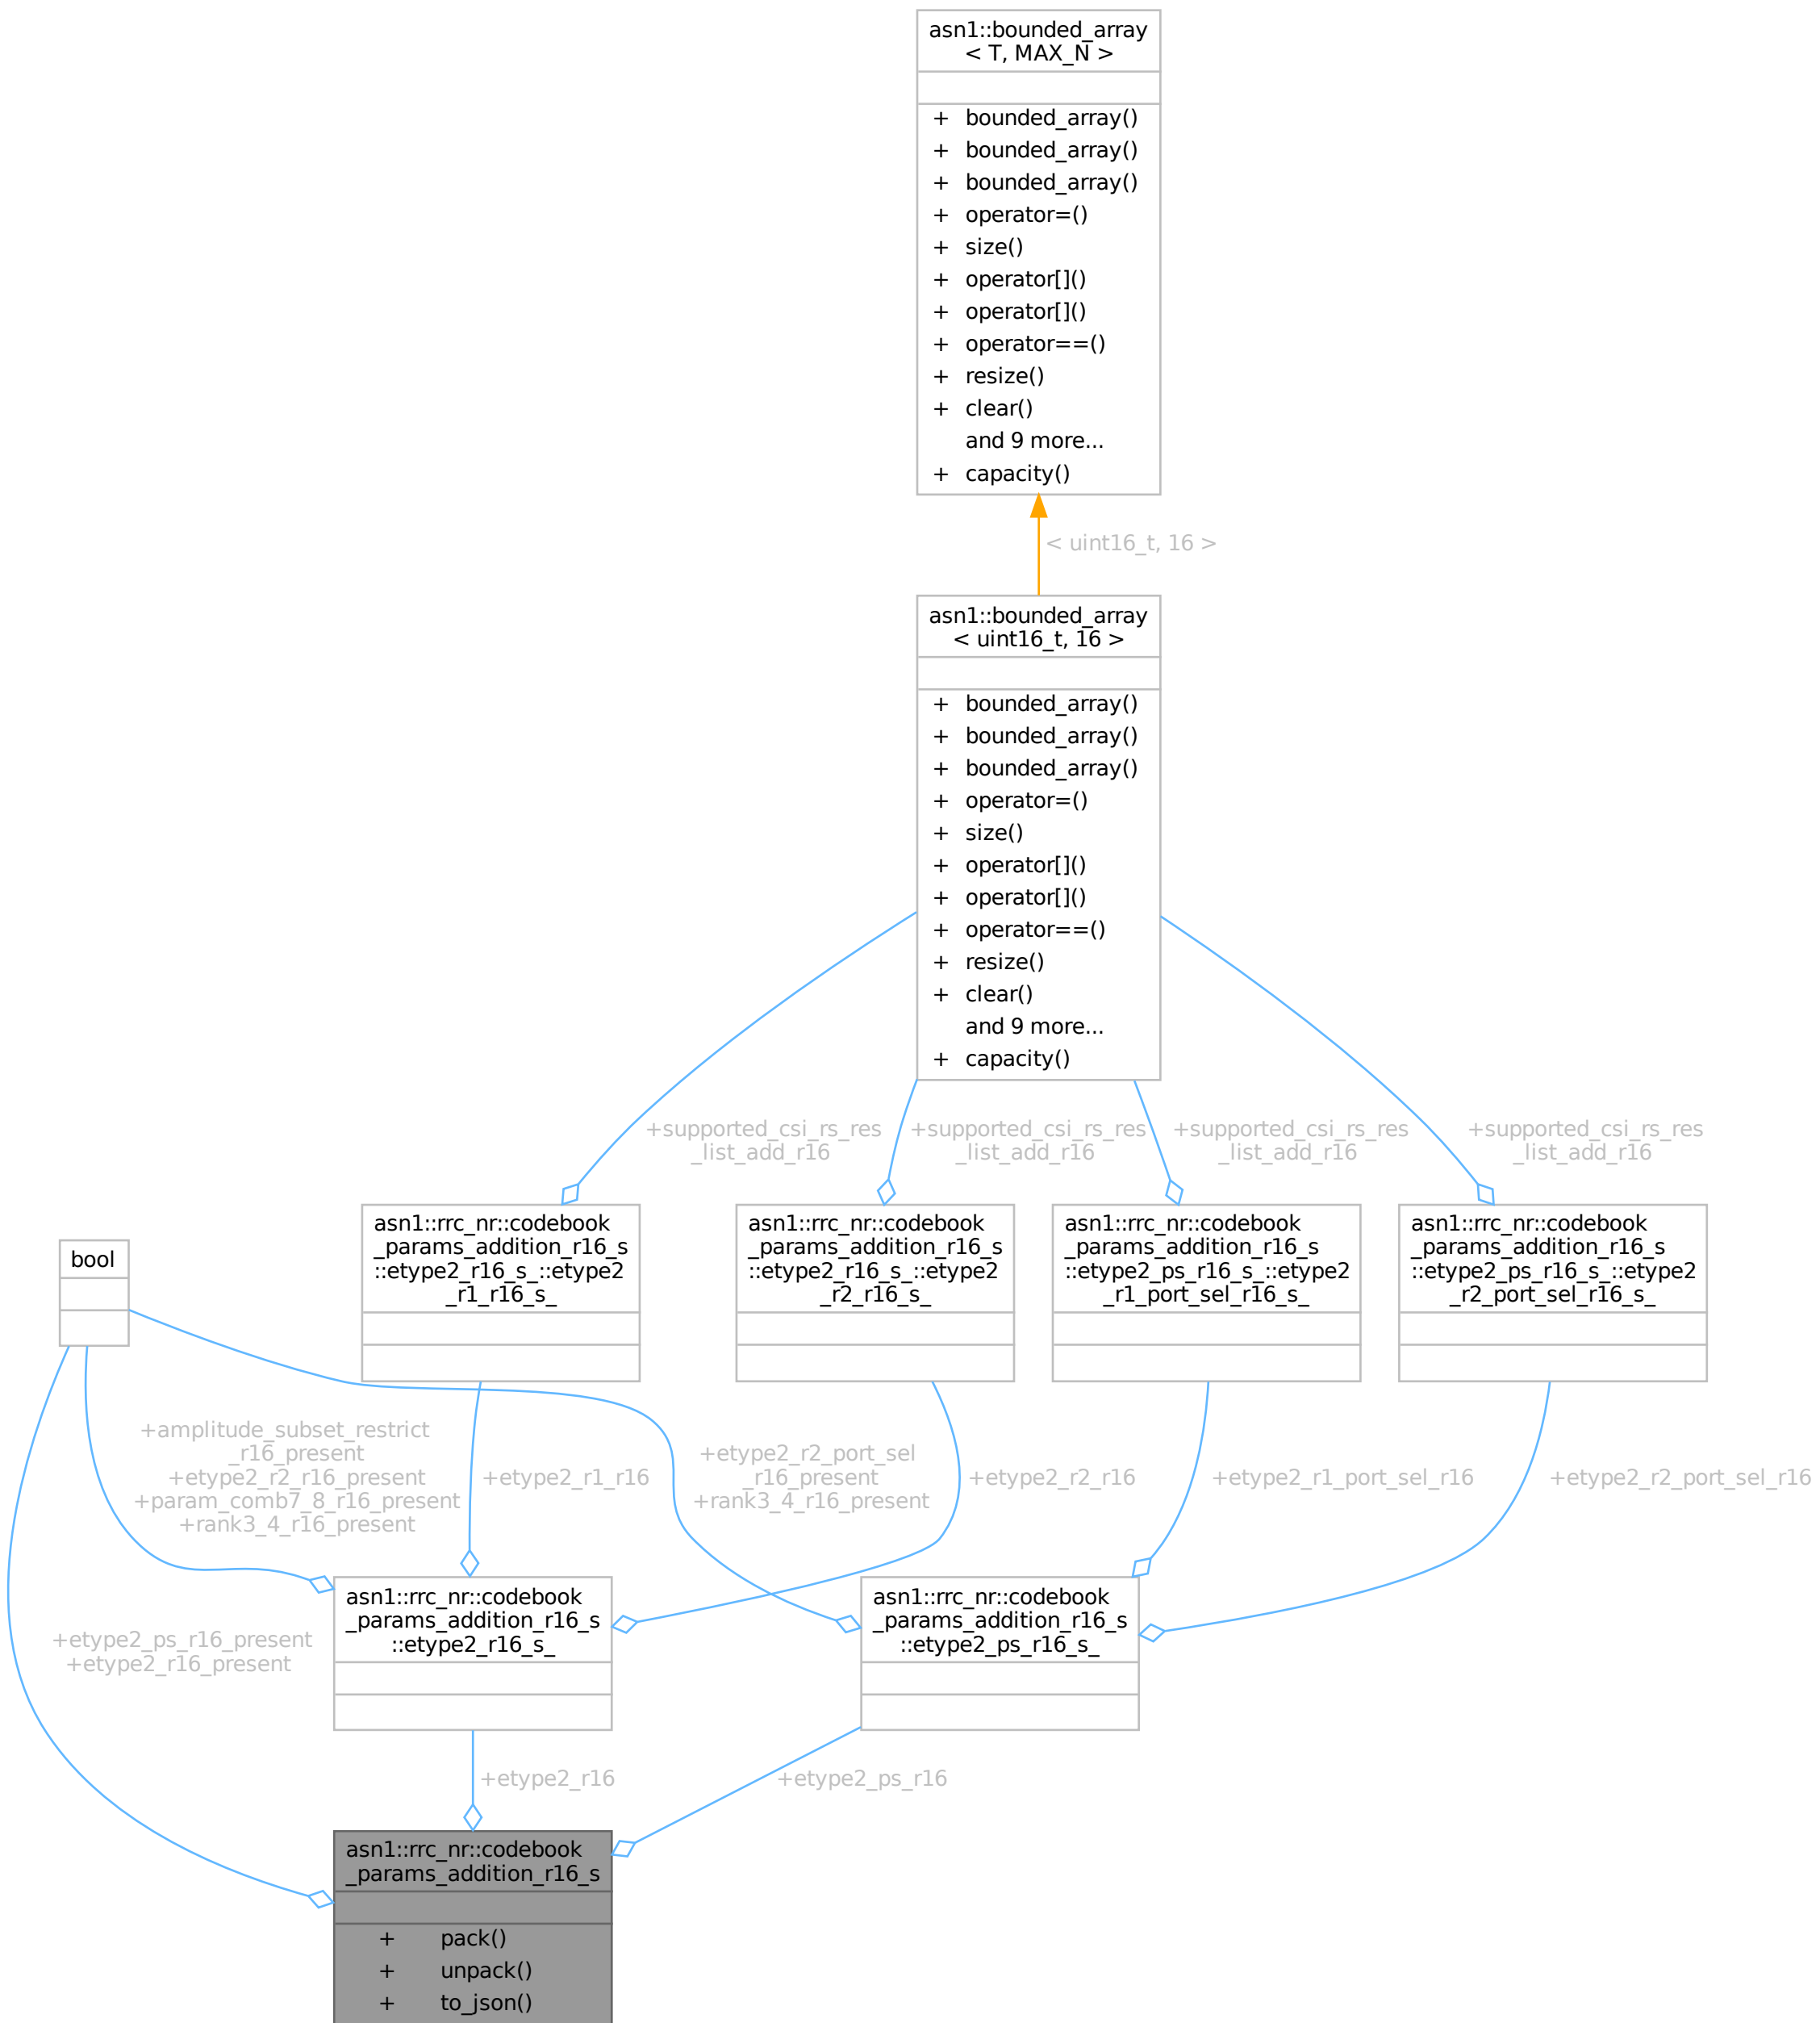 asn1::bounded_array
< T, MAX_N >
+ bounded_array()
+ bounded_array()
+ bounded_array()
+ operator=()
+ size()
+ operator[]()
+ operator[]()
+ operator==()
+ resize()
+ clear()
and 9 more...
+ capacity()
< uint16_t, 16 >
asn1::bounded_array
< uint16_t, 16 >
+ bounded_array()
+ bounded_array()
+ bounded_array()
+ operator=()
+ size()
+ operator[]()
+ operator[]()
+ operator==()
+ resize()
+ clear()
and 9 more...
+ capacity()
+supported_csi_rs_res
_list_add_r16
+supported_csi_rs_res
_list_add_r16
+supported_csi_rs_res
_list_add_r16
+supported_csi_rs_res
_list_add_r16
bool
asn1::rrc_nr::codebook
_params_addition_r16_s
::etype2_r16_s_::etype2
_r1_r16_s_
asn1::rrc_nr::codebook
_params_addition_r16_s
::etype2_r16_s_::etype2
_r2_r16_s_
asn1::rrc_nr::codebook
_params_addition_r16_s
::etype2_ps_r16_s_::etype2
_r1_port_sel_r16_s_
asn1::rrc_nr::codebook
_params_addition_r16_s
::etype2_ps_r16_s_::etype2
_r2_port_sel_r16_s_
+amplitude_subset_restrict
_r16_present
+etype2_r2_r16_present
+param_comb7_8_r16_present
+rank3_4_r16_present
+etype2_r1_r16
+etype2_r2_port_sel
_r16_present
+rank3_4_r16_present
+etype2_r2_r16
+etype2_r1_port_sel_r16
+etype2_r2_port_sel_r16
+etype2_ps_r16_present
+etype2_r16_present
asn1::rrc_nr::codebook
_params_addition_r16_s
::etype2_r16_s_
asn1::rrc_nr::codebook
_params_addition_r16_s
::etype2_ps_r16_s_
+etype2_r16
+etype2_ps_r16
asn1::rrc_nr::codebook
_params_addition_r16_s
+ pack()
+ unpack()
+ to_json()